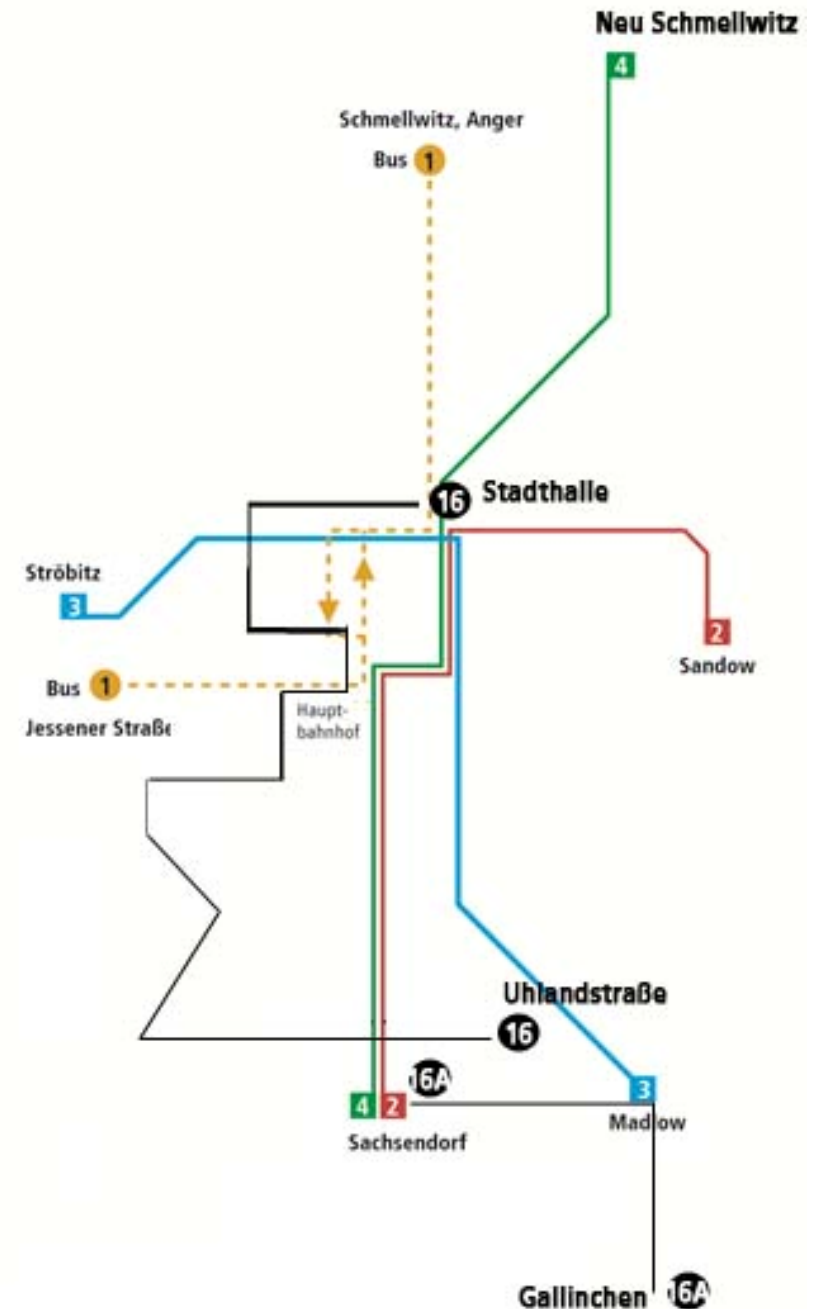 Neu Schmellwitz
4
Schmellwitz, Anger
Bus 1
16 Stadthalle
Ströbitz
3
2
Sandow
Bus 1
Jessener Straße
Haupt-
bahnhof
Uhlandstraße
16
16A
4 2
Sachsendorf
3
Madlow
Gallinchen 16A